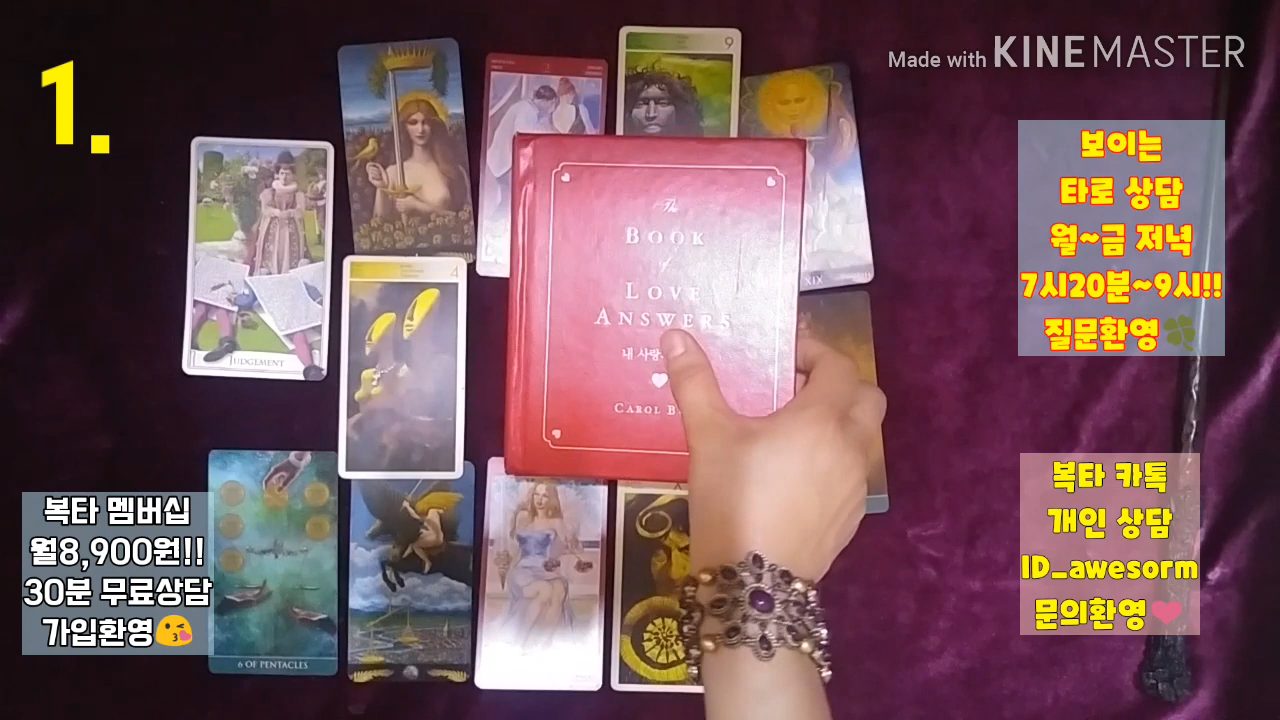 1.
Made with KINEMASTER
보이는
타로 상담
월~금 저녁
7시20분~9시!!
질문환영🍀
복타 카톡
개인 상담
ID_awesorm
문의환영❤
복타 멤버십
월8,900원!!
30분 무료상담
가입환영😘
The
BOOK
of
LOVE
ANSWERS
내 사랑
CAROL
JUDGEMENT
9
4
XIX
6 OF PENTACLES